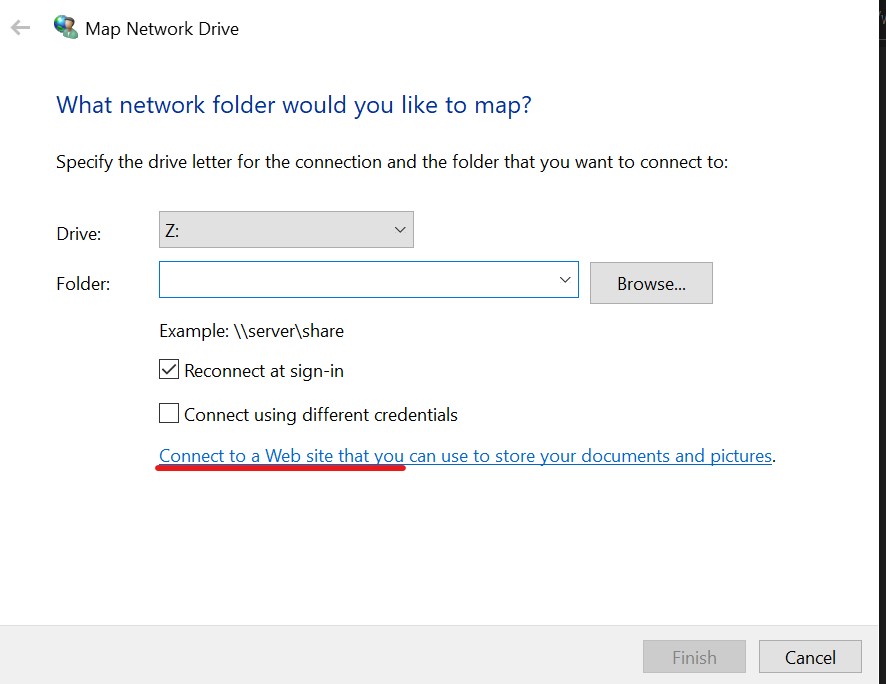 Map Network Drive
What network folder would you like to map?
Specify the drive letter for the connection and the folder that you want to connect to:
Drive: Z:
Folder: Browse...
Example: \\server\share
Reconnect at sign-in
Connect using different credentials
Connect to a Web site that you can use to store your documents and pictures.
Finish Cancel